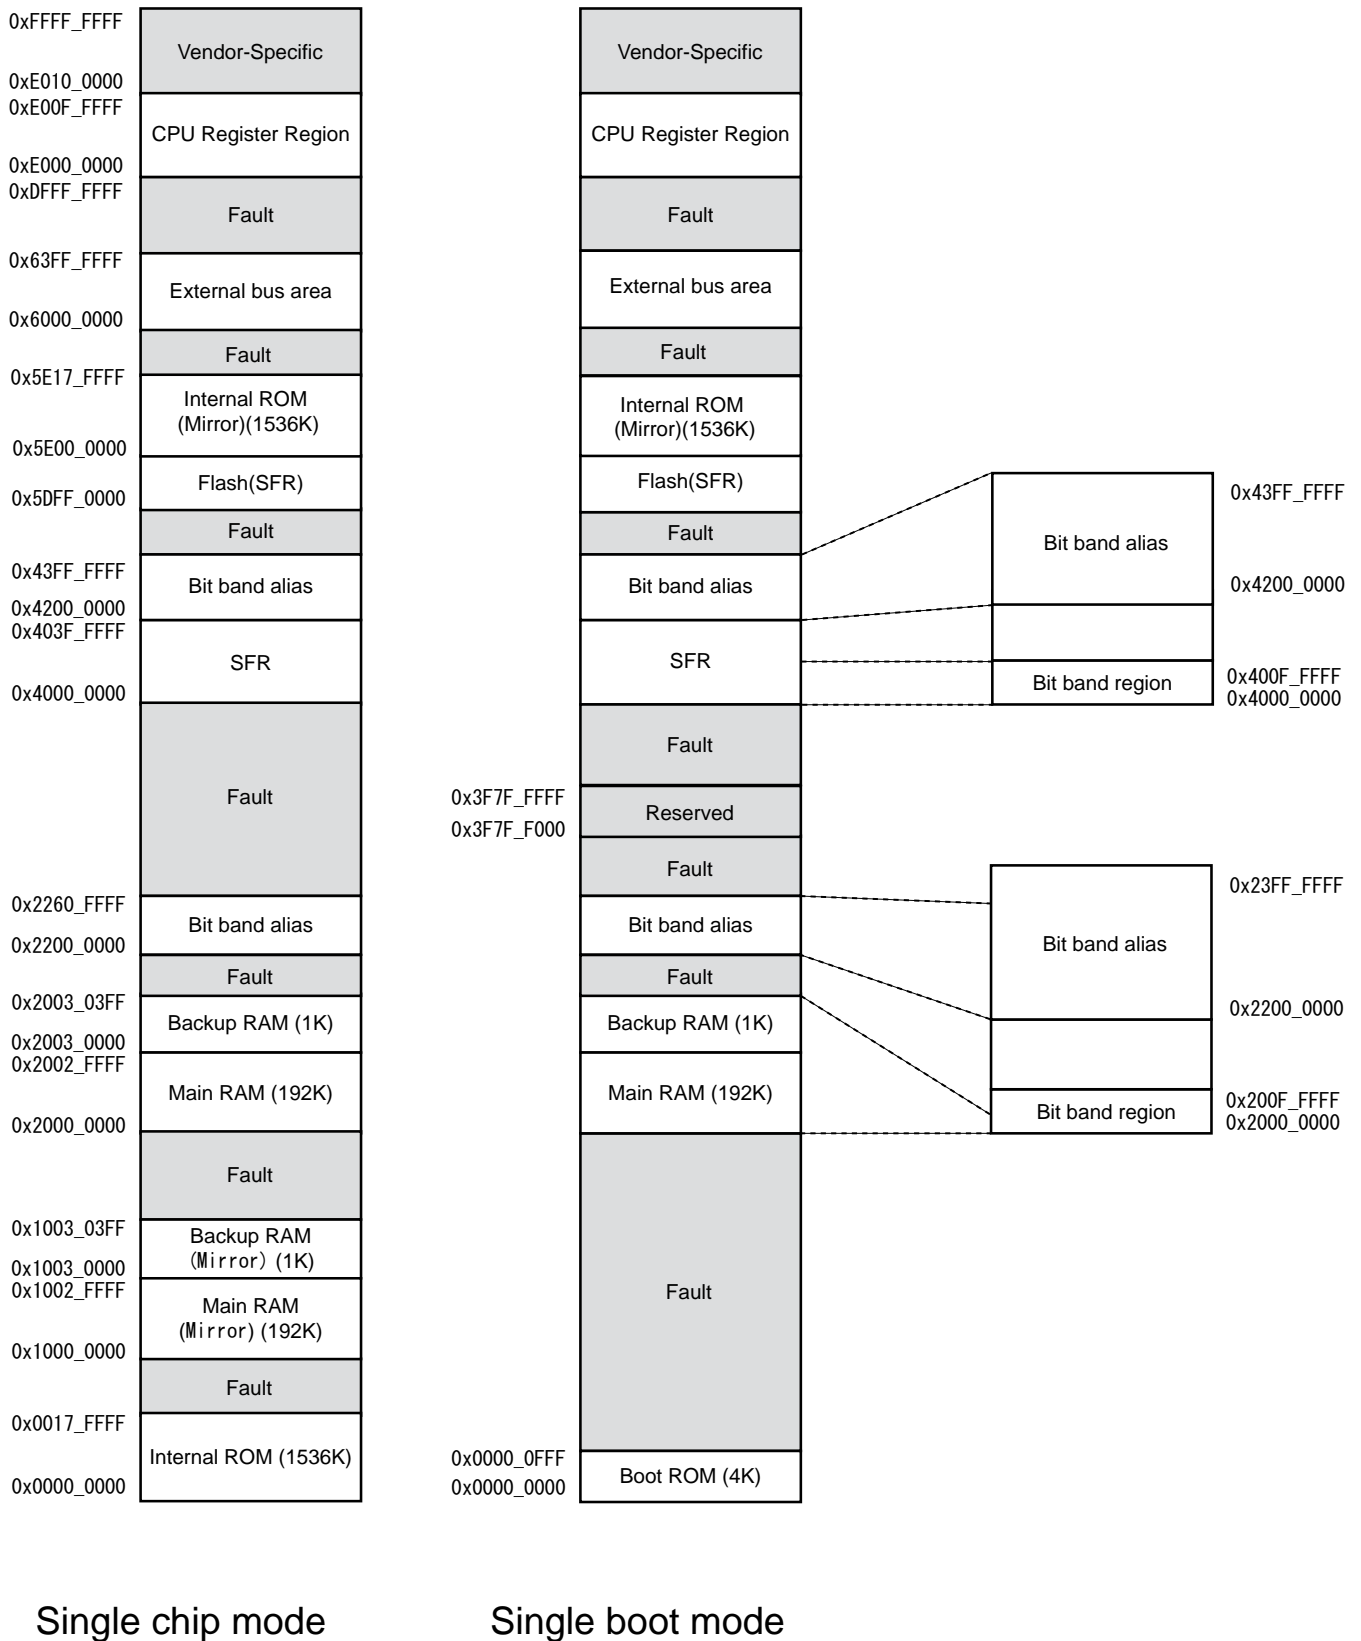 0xFFFF_FFFF
Vendor-Specific
0xE010_0000
0xE00F_FFFF
CPU Register Region
0xE000_0000
0xDFFF_FFFF
Fault
0x63FF_FFFF
External bus area
0x6000_0000
Fault
0x5E17_FFFF
Internal ROM
(Mirror)(1536K)
0x5E00_0000
Flash(SFR)
0x5DFF_0000
Fault
0x43FF_FFFF
Bit band alias
0x4200_0000
0x403F_FFFF
SFR
0x4000_0000
Fault
0x2260_FFFF
Bit band alias
0x2200_0000
Fault
0x2003_03FF
Backup RAM (1K)
0x2003_0000
0x2002_FFFF
Main RAM (192K)
0x2000_0000
Fault
0x1003_03FF
Backup RAM
(Mirror) (1K)
0x1003_0000
0x1002_FFFF
Main RAM
(Mirror) (192K)
0x1000_0000
Fault
0x0017_FFFF
Internal ROM (1536K)
0x0000_0000
Single chip mode
Vendor-Specific
CPU Register Region
Fault
External bus area
Fault
Internal ROM
(Mirror)(1536K)
Flash(SFR)
Fault
Bit band alias
SFR
Fault
0x3F7F_FFFF
Reserved
0x3F7F_F000
Fault
Bit band alias
Fault
Backup RAM (1K)
Main RAM (192K)
Fault
0x0000_0FFF
Boot ROM (4K)
0x0000_0000
Single boot mode
0x43FF_FFFF
Bit band alias
0x4200_0000
0x400F_FFFF
Bit band region
0x4000_0000
0x23FF_FFFF
Bit band alias
0x2200_0000
0x200F_FFFF
Bit band region
0x2000_0000